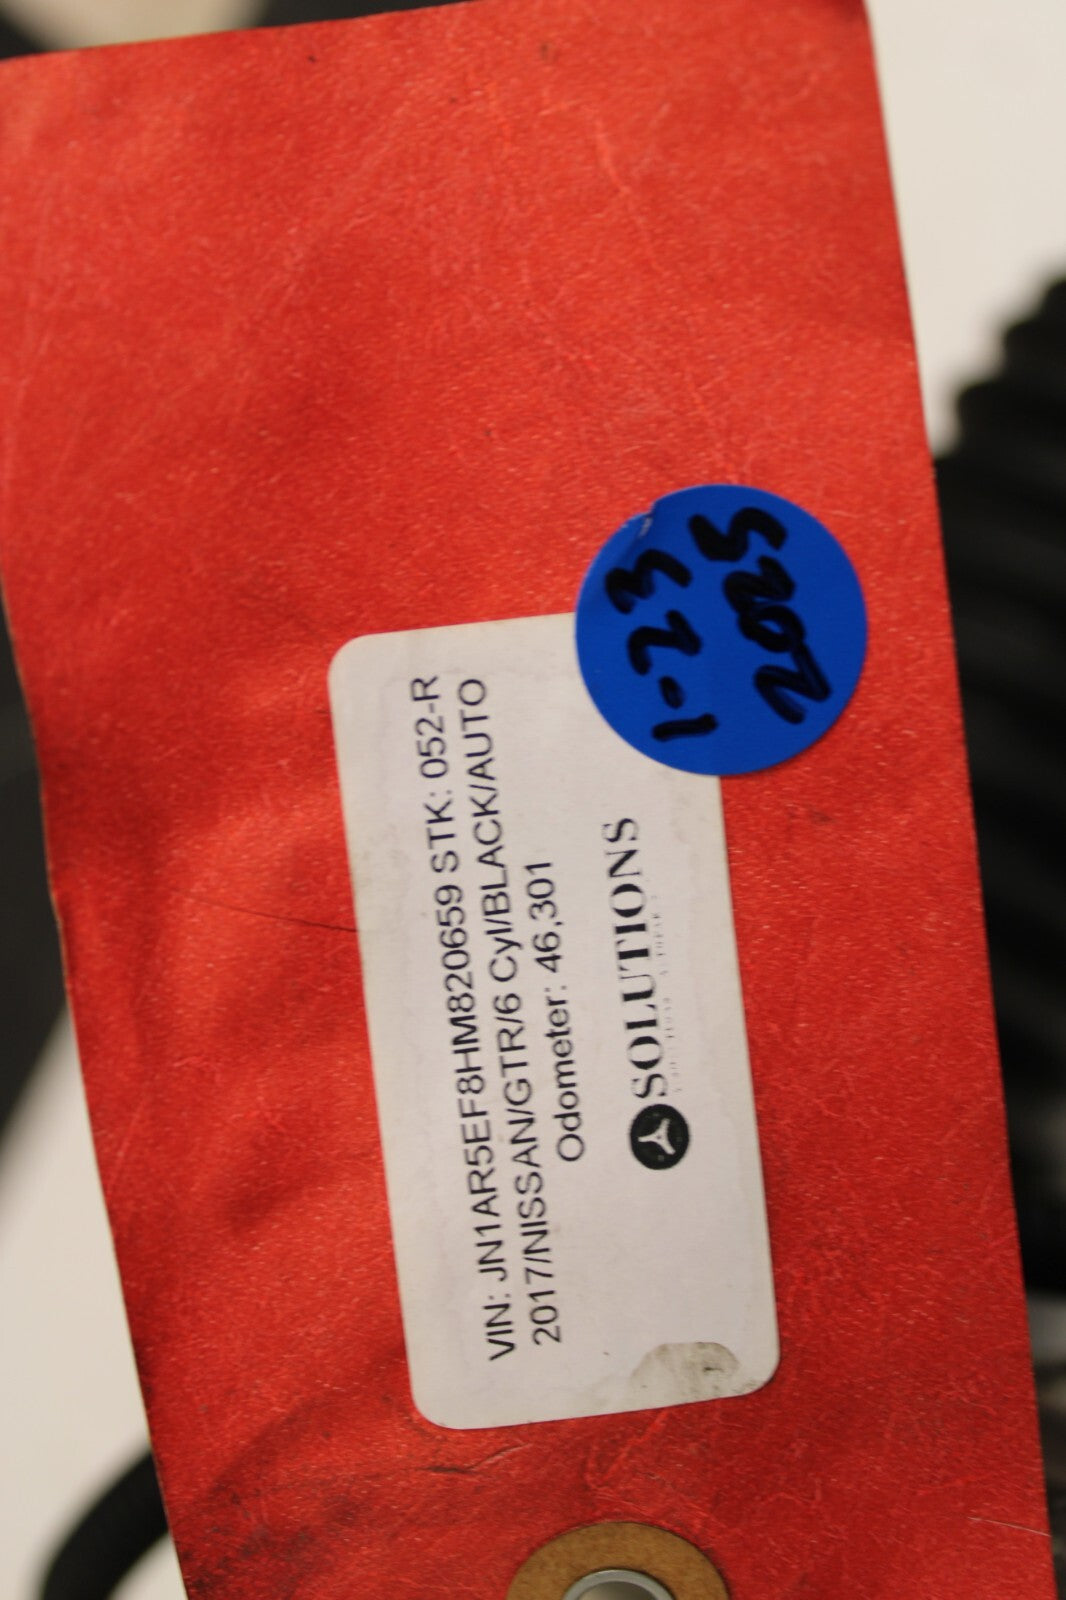 VIN: JN1AR5EF8HM820659 STK: 052-R
2017/NISSAN/GTR/6 Cyl/BLACK/AUTO
Odometer: 46,301
SOLUTIONS
1-23
2025